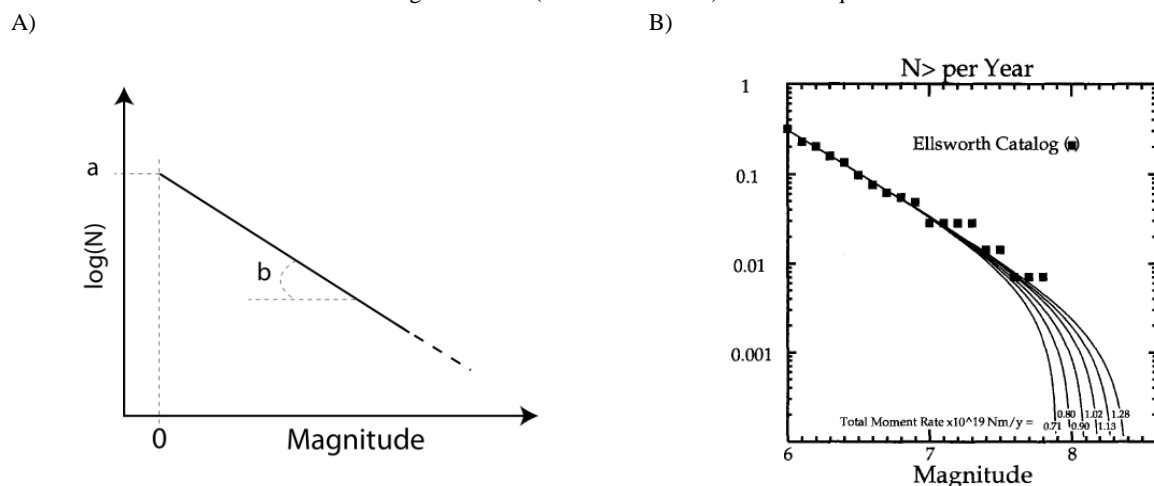 A)
B)
a
log(N)
b
0
Magnitude
N> per Year
1
Ellsworth Catalog (■)
0.1
0.01
0.001
Total Moment Rate x10^19 Nm/y =
0.71
0.80
0.90
1.02
1.13
1.28
6
7
8
Magnitude